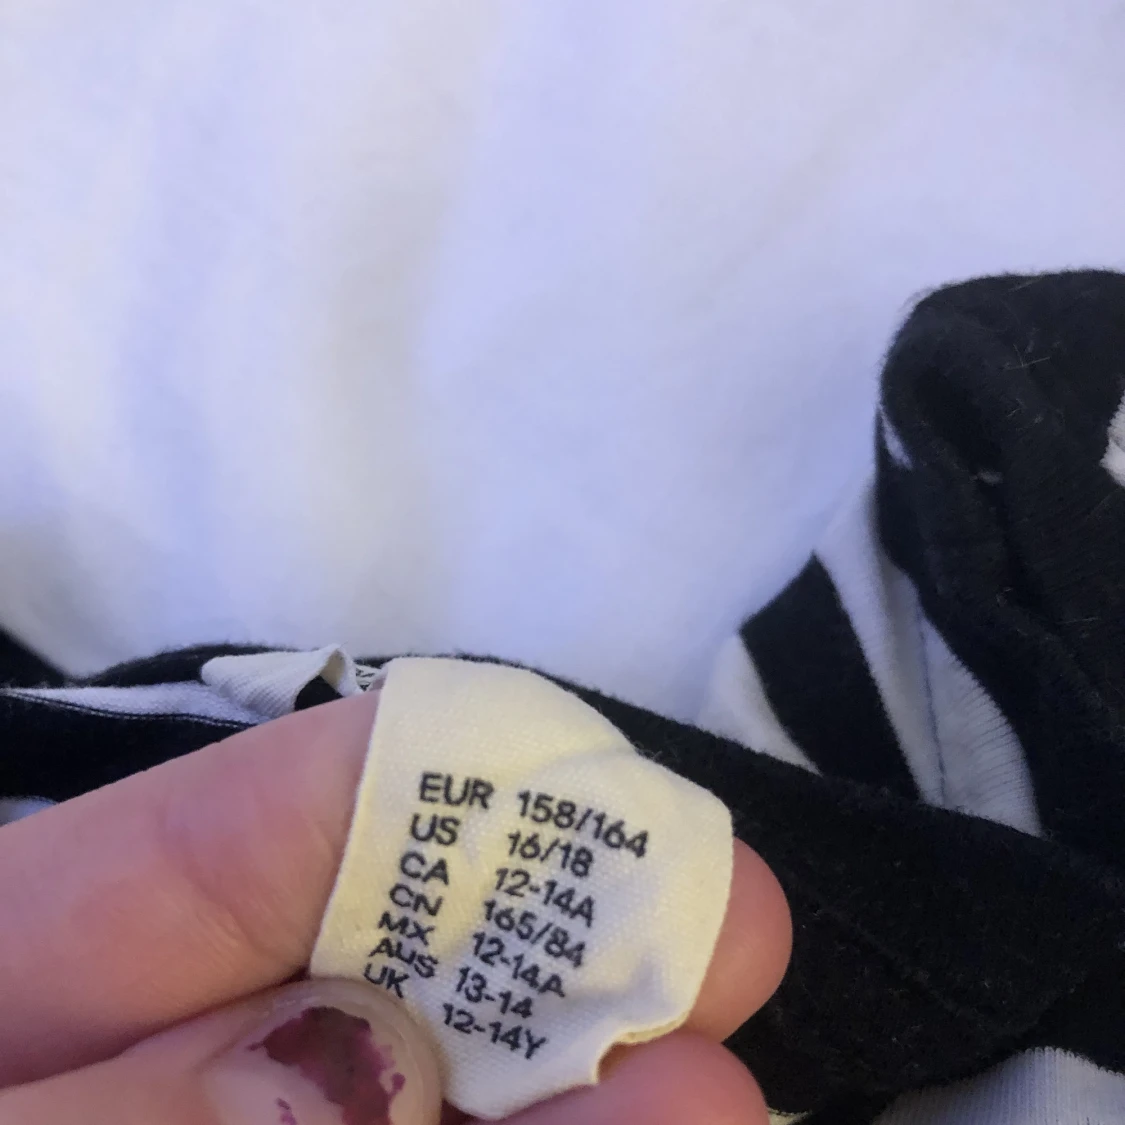 EUR 158/164
US 16/18
CA 12-14A
CN 165/84
MX 12-14A
AUS 13-14
UK 12-14Y